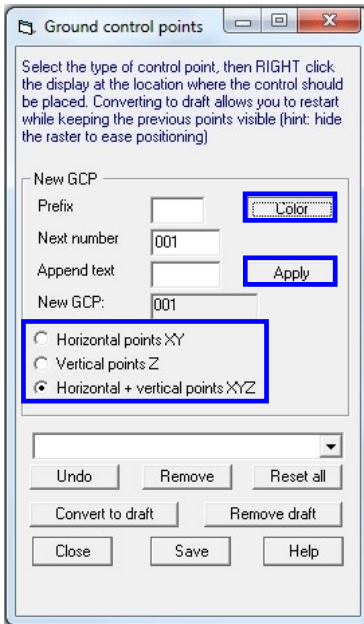 Ground control points
Select the type of control point, then RIGHT click
the display at the location where the control should
be placed. Converting to draft allows you to restart
while keeping the previous points visible (hint: hide
the raster to ease positioning)
New GCP
Prefix
Color
Next number
001
Append text
Apply
New GCP:
001
Horizontal points XY
Vertical points Z
Horizontal + vertical points XYZ
Undo
Remove
Reset all
Convert to draft
Remove draft
Close
Save
Help